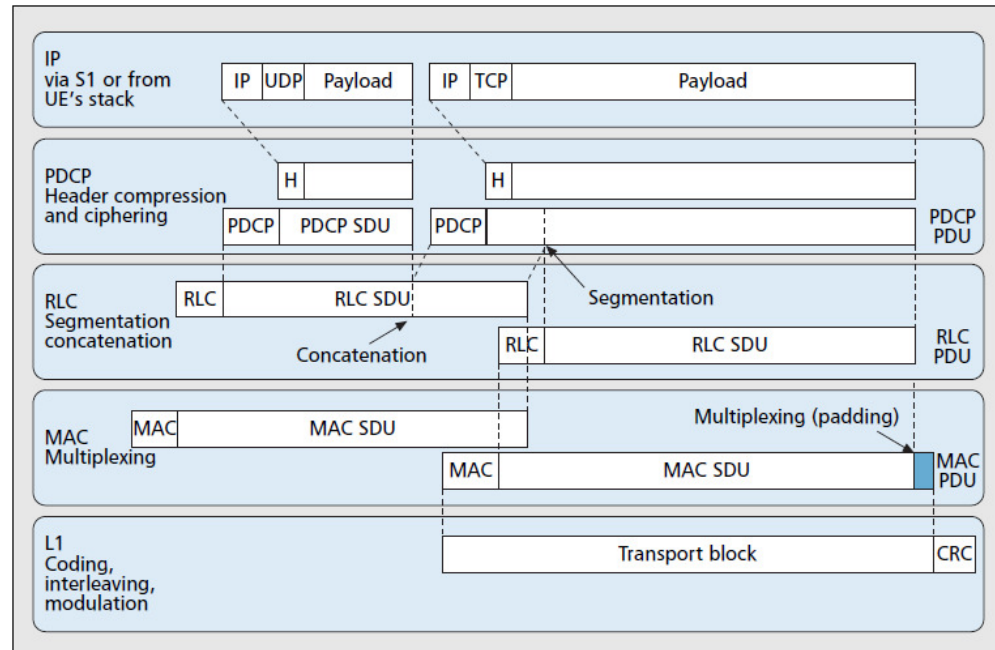 IP
via S1 or from
UE's stack
IP UDP Payload IP TCP Payload
PDCP
Header compression
and ciphering
H H
PDCP PDCP SDU PDCP
PDCP
PDU
RLC
Segmentation
concatenation
RLC RLC SDU
Segmentation
Concatenation
RLC RLC SDU
RLC
PDU
MAC
Multiplexing
MAC MAC SDU
Multiplexing (padding)
MAC MAC SDU
MAC
PDU
L1
Coding,
interleaving,
modulation
Transport block CRC